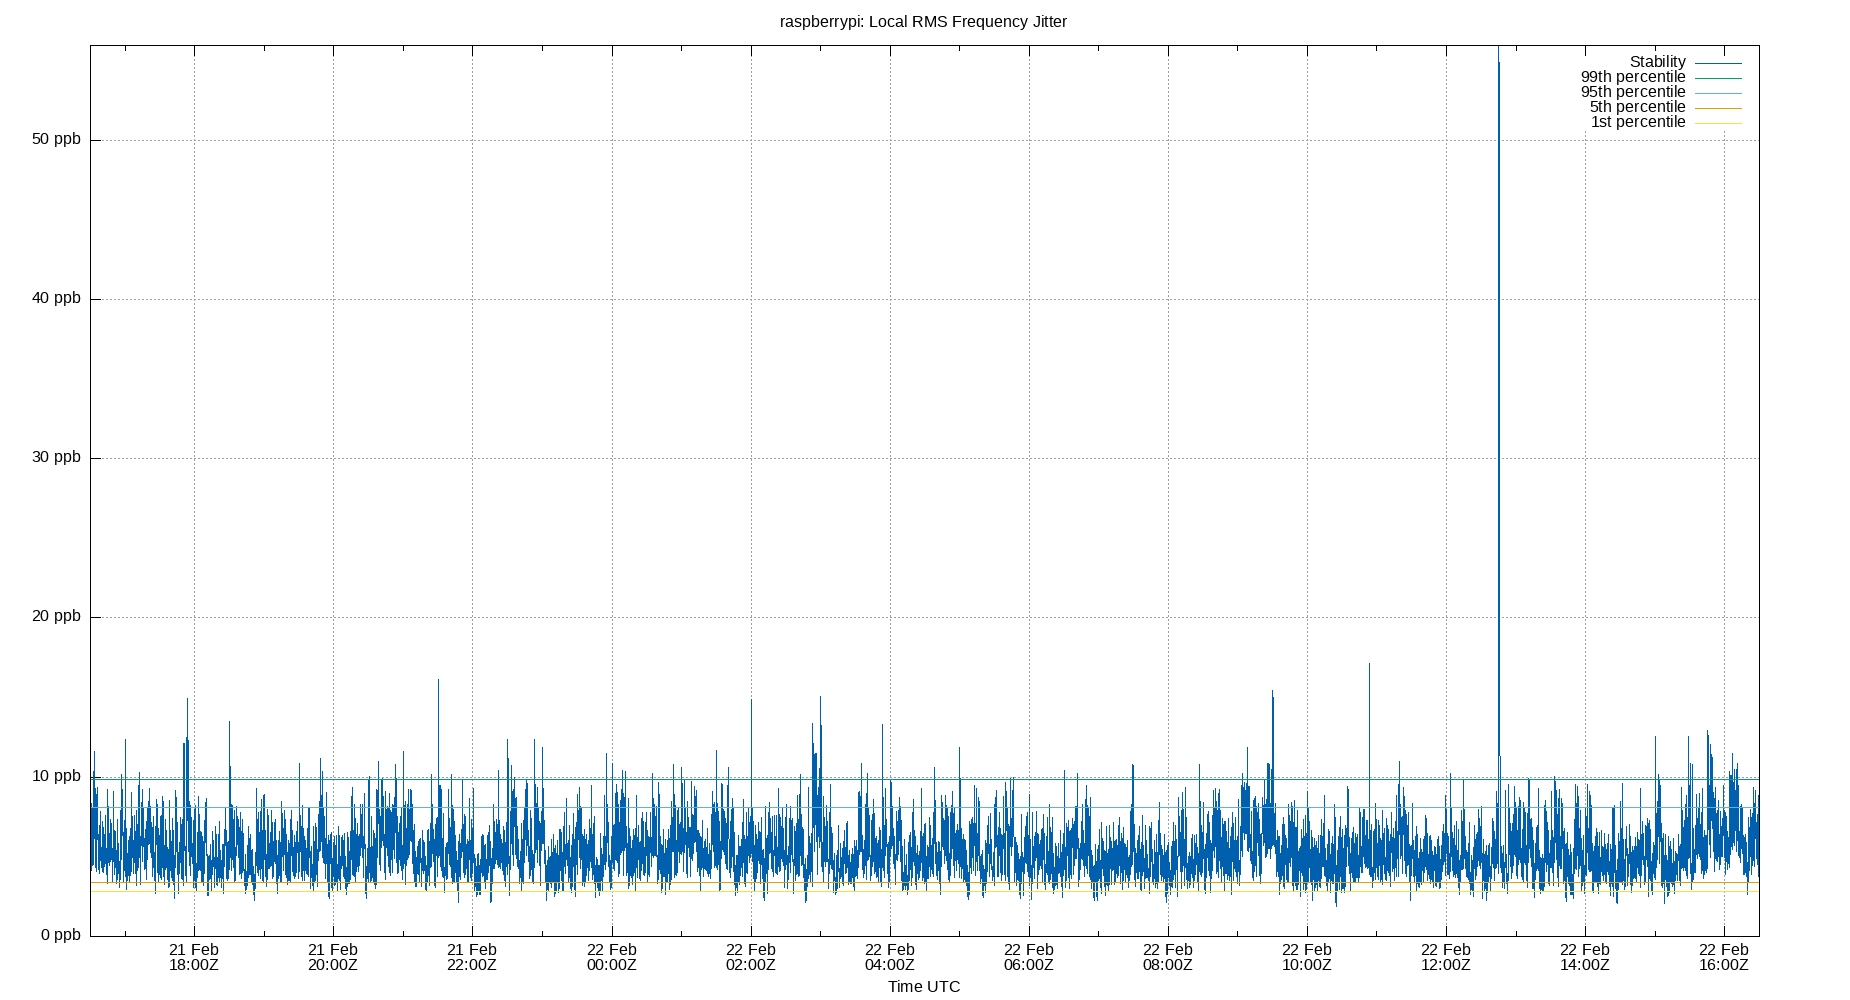 raspberrypi: Local RMS Frequency Jitter
Stability
99th percentile
95th percentile
5th percentile
1st percentile
50 ppb
40 ppb
30 ppb
20 ppb
10 ppb
0 ppb
21 Feb 21 Feb 21 Feb 22 Feb 22 Feb 22 Feb 22 Feb 22 Feb 22 Feb 22 Feb 22 Feb 22 Feb
18:00Z 20:00Z 22:00Z 00:00Z 02:00Z 04:00Z 06:00Z 08:00Z 10:00Z 12:00Z 14:00Z 16:00Z
Time UTC